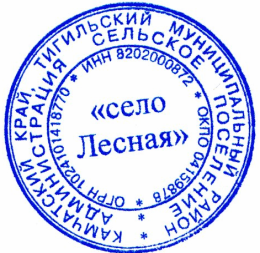 КАМЧАТСКИЙ КРАЙ ТИГИЛЬСКИЙ МУНИЦИПАЛЬНЫЙ РАЙОН
АДМИНИСТРАЦИЯ СЕЛЬСКОЕ ПОСЕЛЕНИЕ
* ОГРН 1024101418770 * ИНН 8202000872 * ОКПО 04159878 *
«село
Лесная»